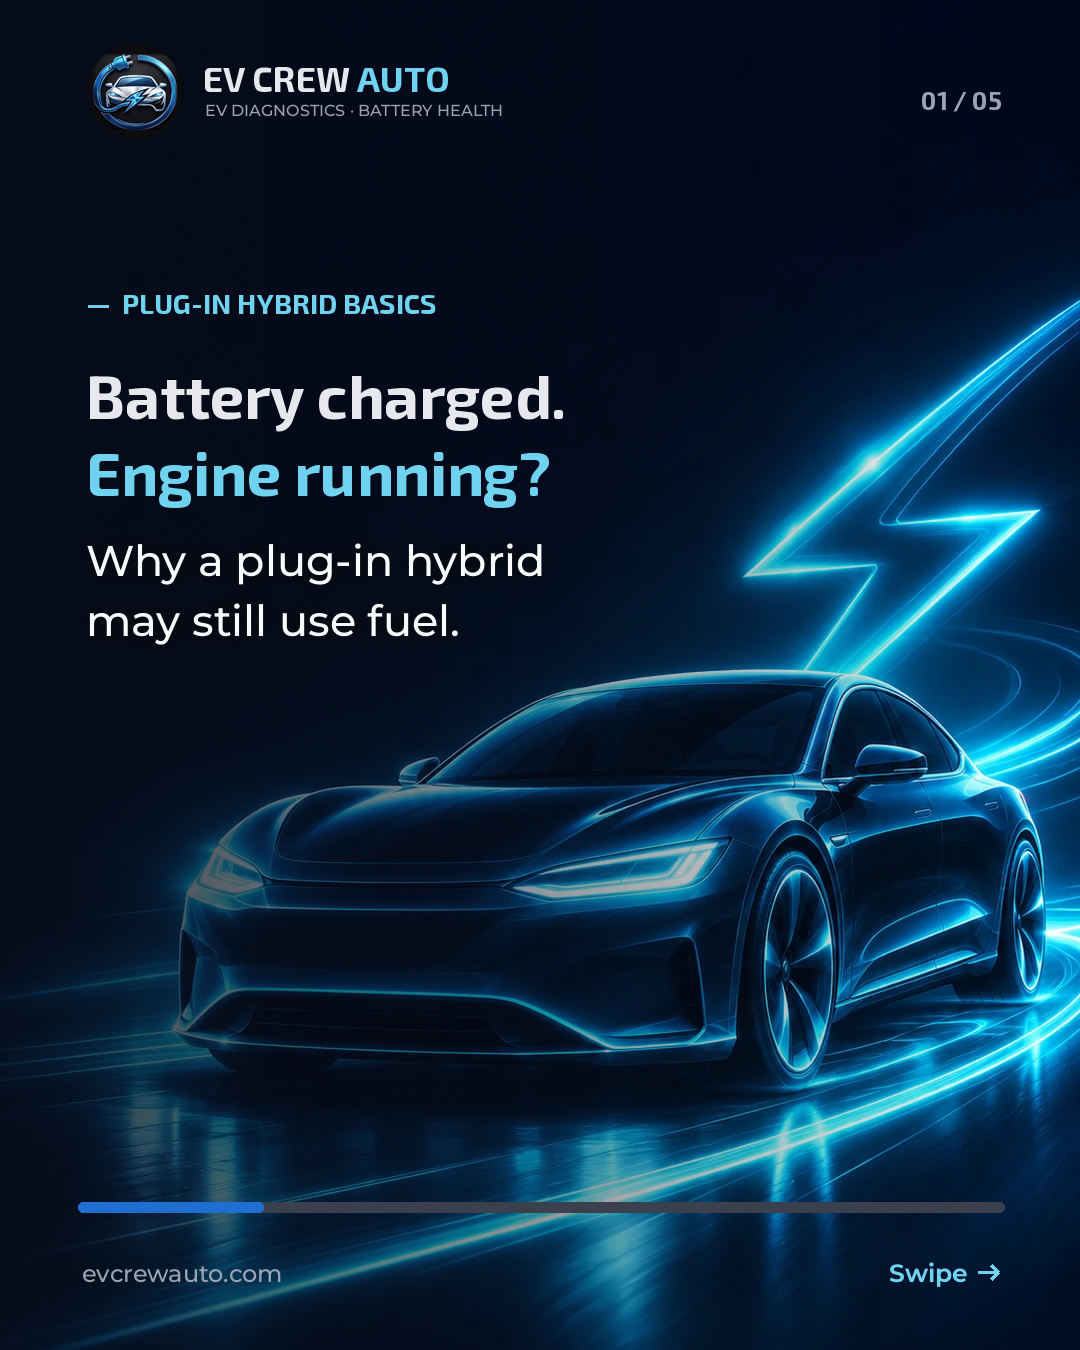 EV CREW AUTO
EV DIAGNOSTICS · BATTERY HEALTH
01 / 05
— PLUG-IN HYBRID BASICS
Battery charged.
Engine running?
Why a plug-in hybrid
may still use fuel.
evcrewauto.com
Swipe →